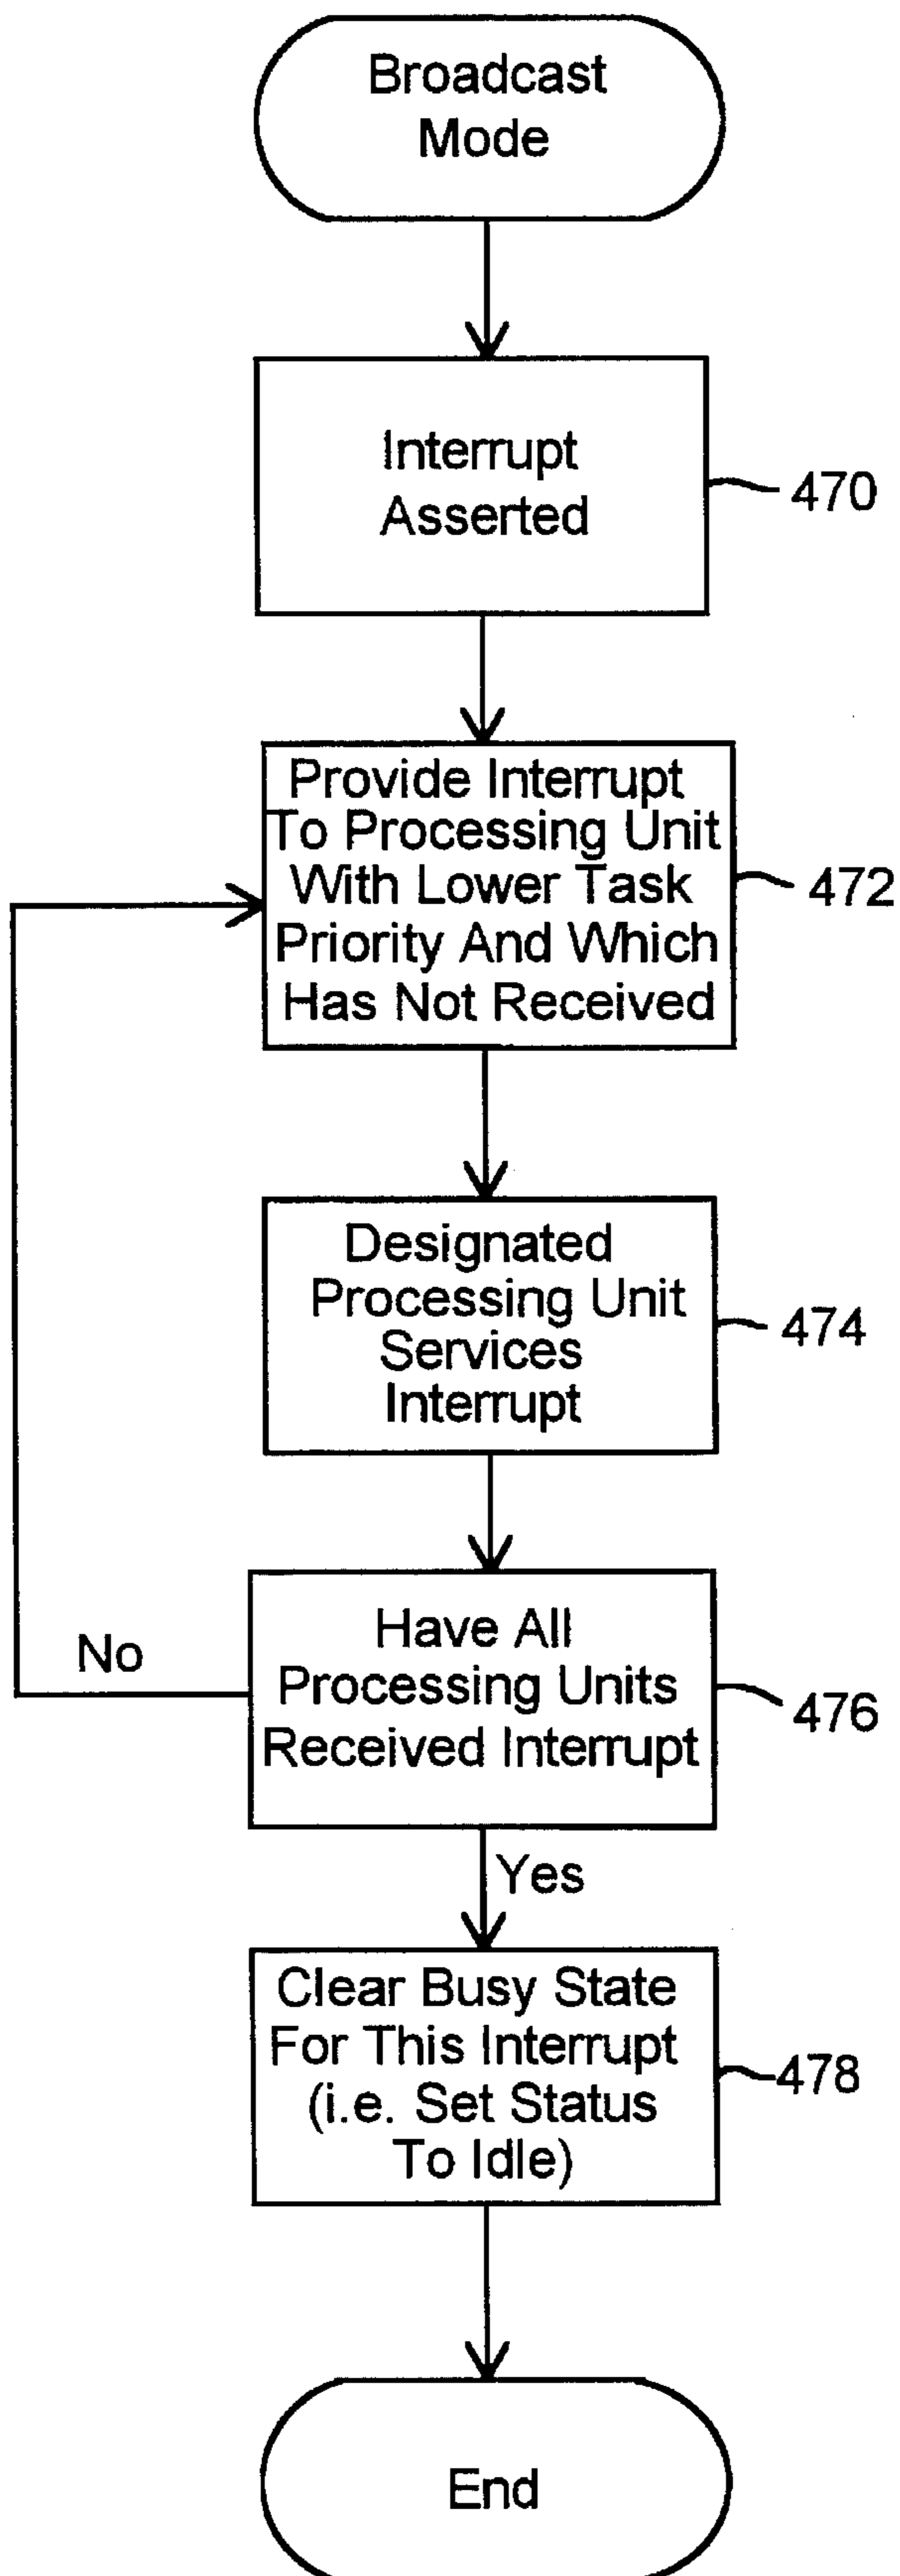 Broadcast
Mode
Interrupt
Asserted
470
Provide Interrupt
To Processing Unit
With Lower Task
Priority And Which
Has Not Received
472
Designated
Processing Unit
Services
Interrupt
474
Have All
Processing Units
Received Interrupt
476
No
Yes
Clear Busy State
For This Interrupt
(i.e. Set Status
To Idle)
478
End